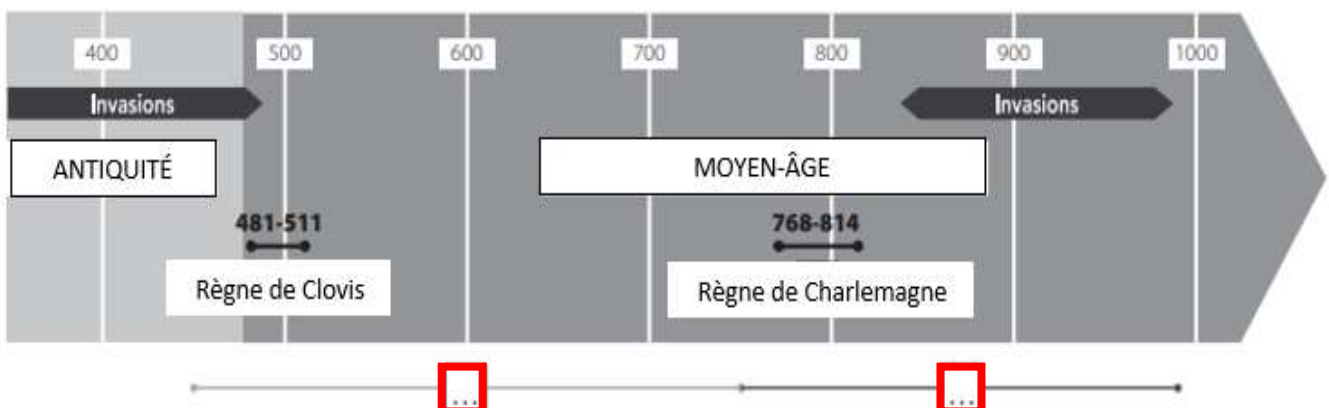 400 500 600 700 800 900 1000
Invasions Invasions
ANTIQUITÉ MOYEN-ÂGE
481-511 768-814
Règne de Clovis Règne de Charlemagne
... ...